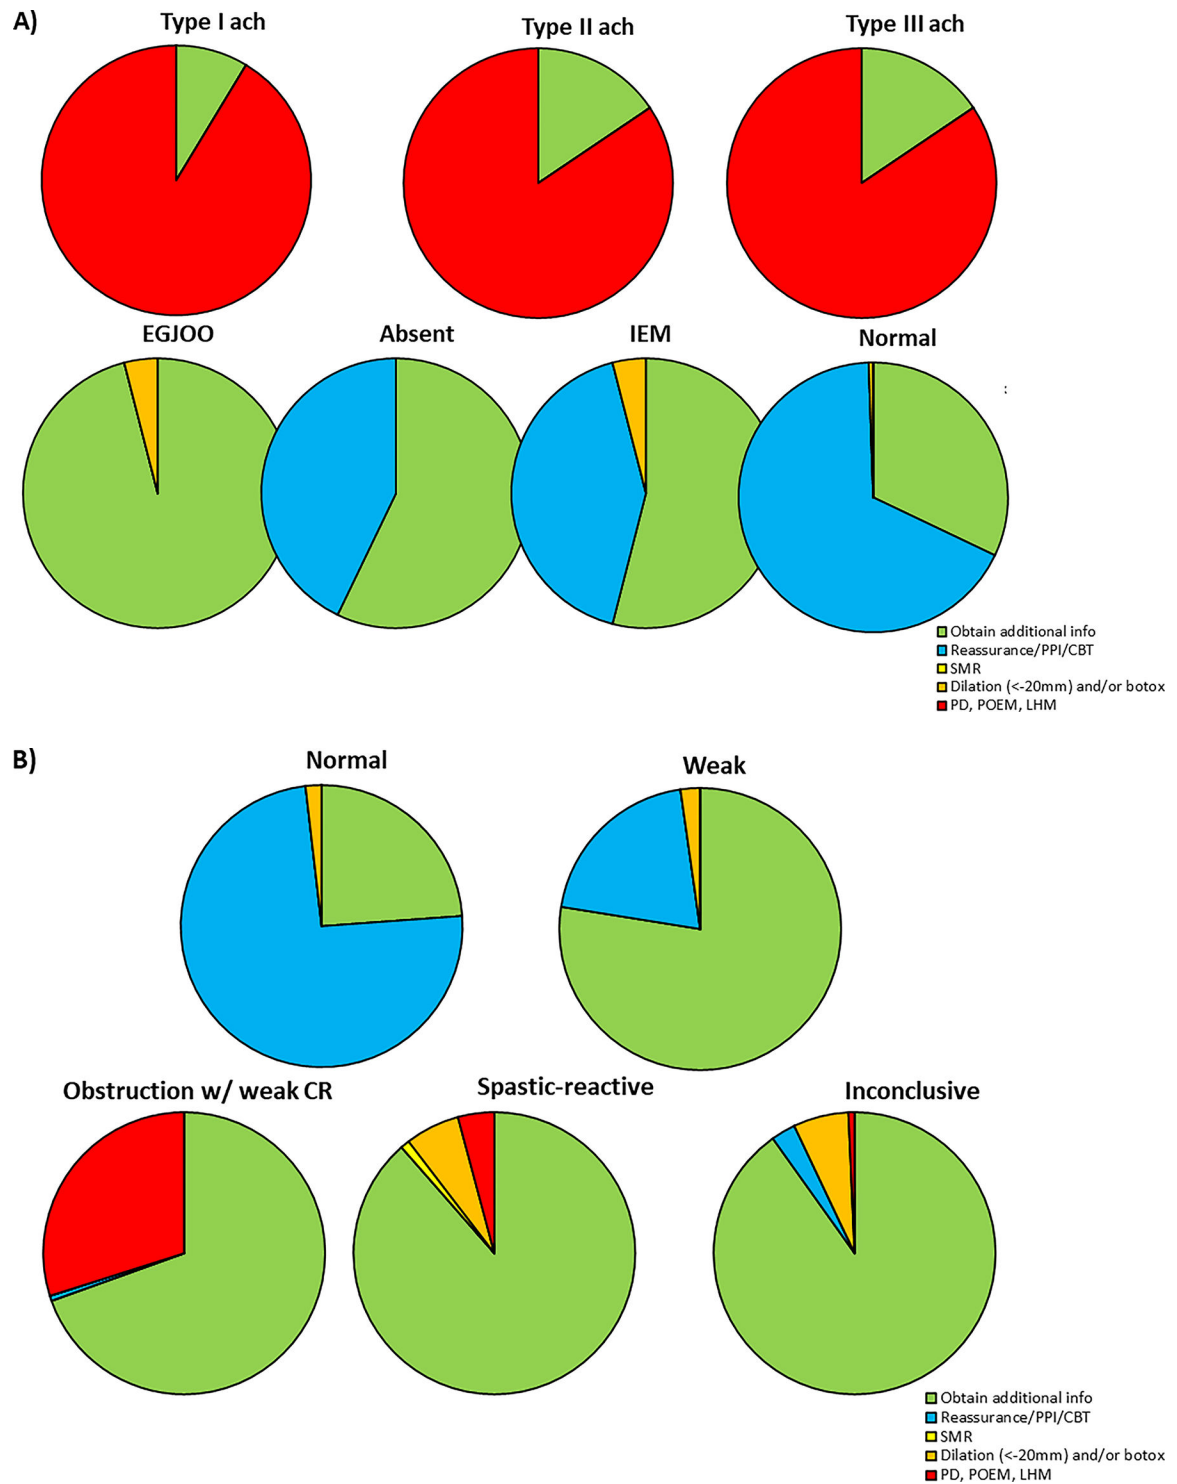 A)
Type I ach
Type II ach
Type III ach
EGJOO
Absent
IEM
Normal
:
Obtain additional info
Reassurance/PPI/CBT
SMR
Dilation (<-20mm) and/or botox
PD, POEM, LHM
B)
Normal
Weak
Obstruction w/ weak CR
Spastic-reactive
Inconclusive
Obtain additional info
Reassurance/PPI/CBT
SMR
Dilation (<-20mm) and/or botox
PD, POEM, LHM